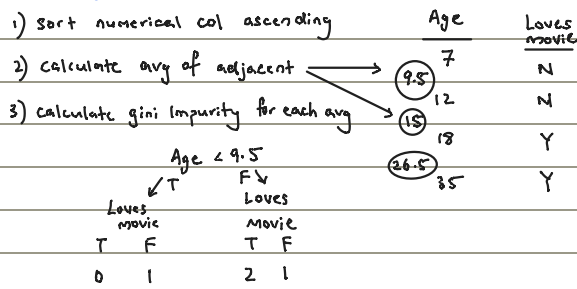 1) Sort numerical col ascending
2) Calculate avg of adjacent
3) Calculate gini Impurity for each avg
Age
Loves movie
7
N
9.5
12
N
15
18
Y
26.5
35
Y
Age < 9.5
T F
Loves movie
Loves Movie
T F
T F
0 1
2 1